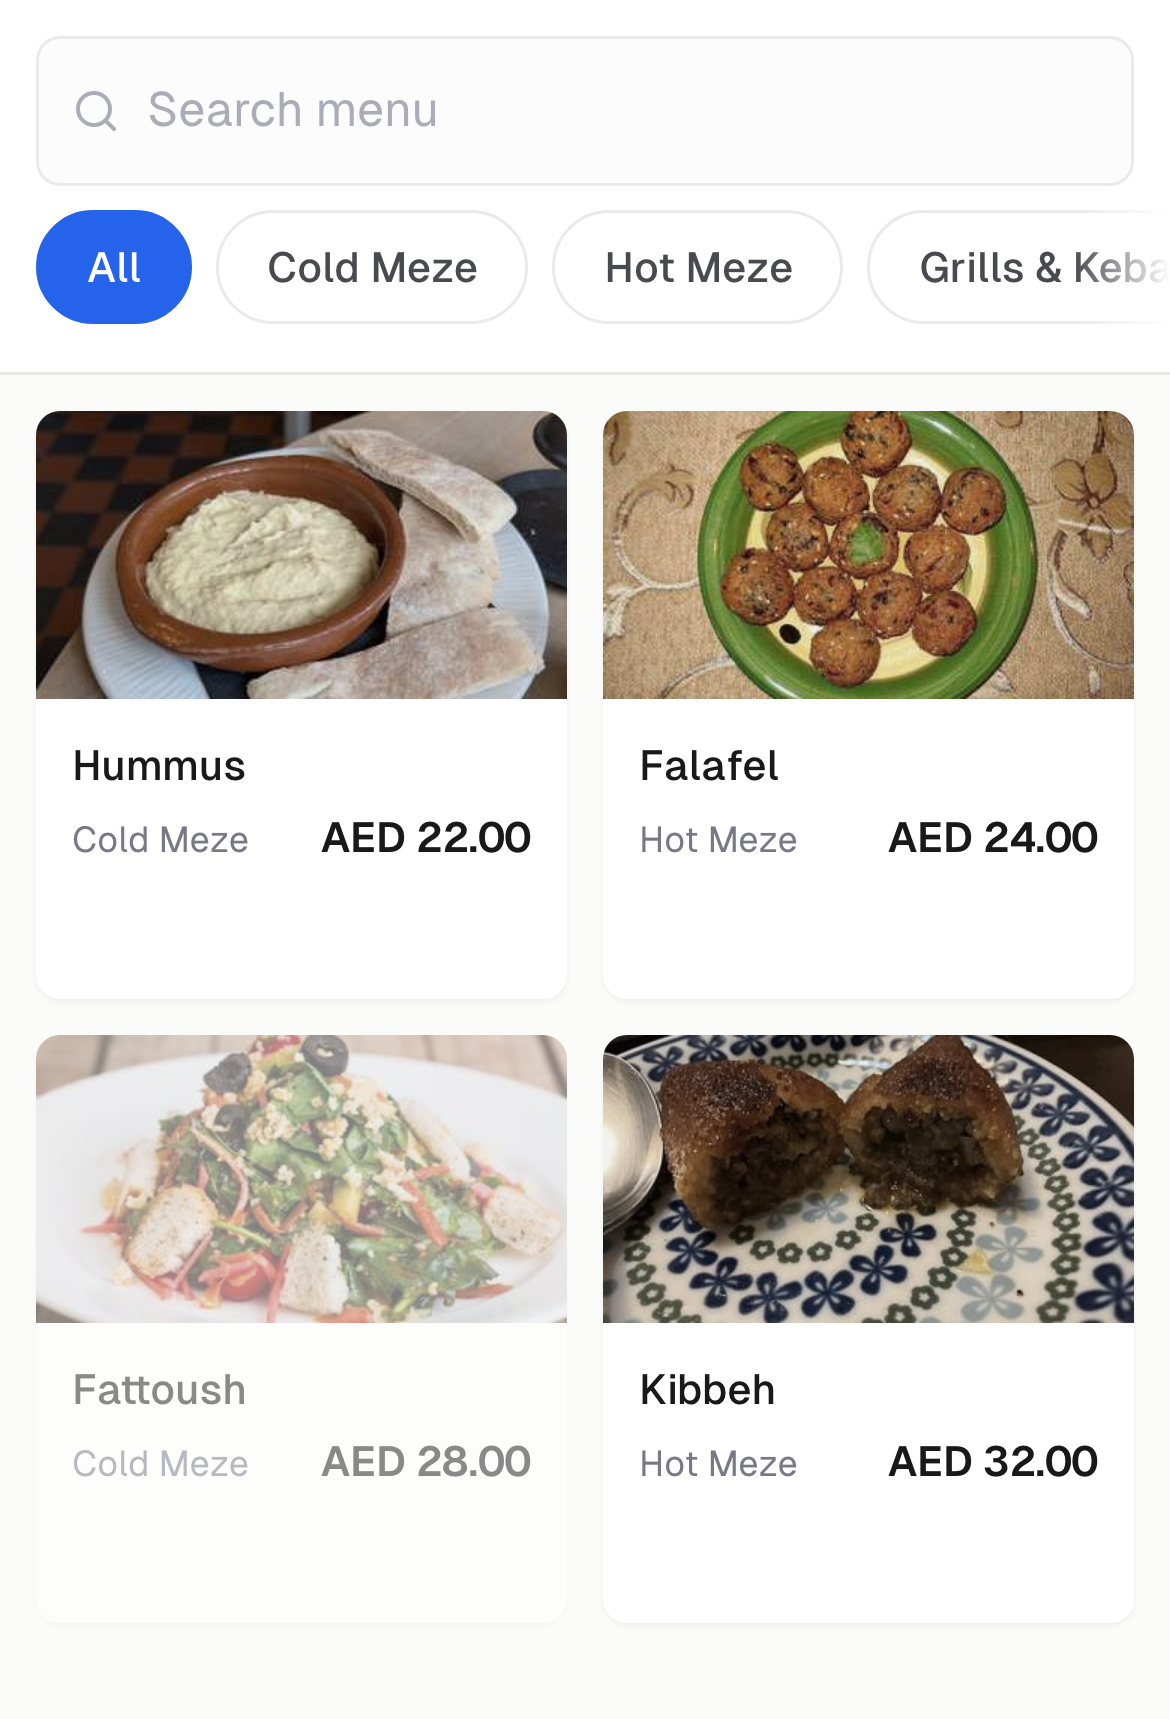 Search menu
All
Cold Meze
Hot Meze
Grills & Keba
Hummus
Cold Meze AED 22.00
Falafel
Hot Meze AED 24.00
Fattoush
Cold Meze AED 28.00
Kibbeh
Hot Meze AED 32.00